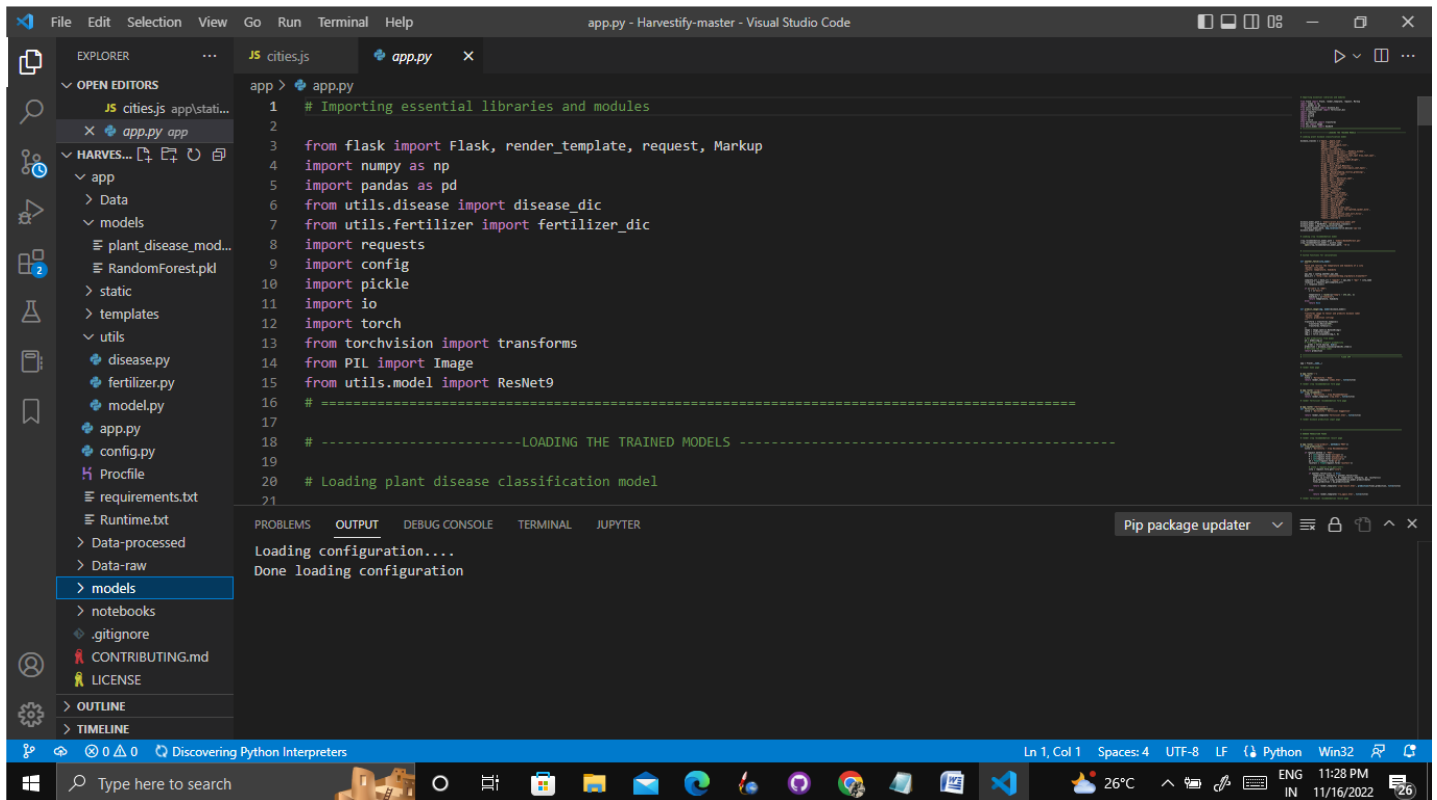 File Edit Selection View Go Run Terminal Help app.py - Harvestify-master - Visual Studio Code
EXPLORER
OPEN EDITORS
JS cities.js app\stati...
app.py app
HARVES...
app
Data
models
plant_disease_mod...
RandomForest.pkl
static
templates
utils
disease.py
fertilizer.py
model.py
app.py
config.py
Procfile
requirements.txt
Runtime.txt
Data-processed
Data-raw
models
notebooks
.gitignore
CONTRIBUTING.md
LICENSE
OUTLINE
TIMELINE
2
JS cities.js app.py
app > app.py
1 # Importing essential libraries and modules
2
3 from flask import Flask, render_template, request, Markup
4 import numpy as np
5 import pandas as pd
6 from utils.disease import disease_dic
7 from utils.fertilizer import fertilizer_dic
8 import requests
9 import config
10 import pickle
11 import io
12 import torch
13 from torchvision import transforms
14 from PIL import Image
15 from utils.model import ResNet9
16 # ==============================================================================================
17
18 # -------------------------LOADING THE TRAINED MODELS -----------------------------------------------
19
20 # Loading plant disease classification model
21
PROBLEMS OUTPUT DEBUG CONSOLE TERMINAL JUPYTER Pip package updater
Loading configuration....
Done loading configuration
0 0 Discovering Python Interpreters Ln 1, Col 1 Spaces: 4 UTF-8 LF Python Win32
Type here to search 26°C ENG IN 11:28 PM 11/16/2022 26